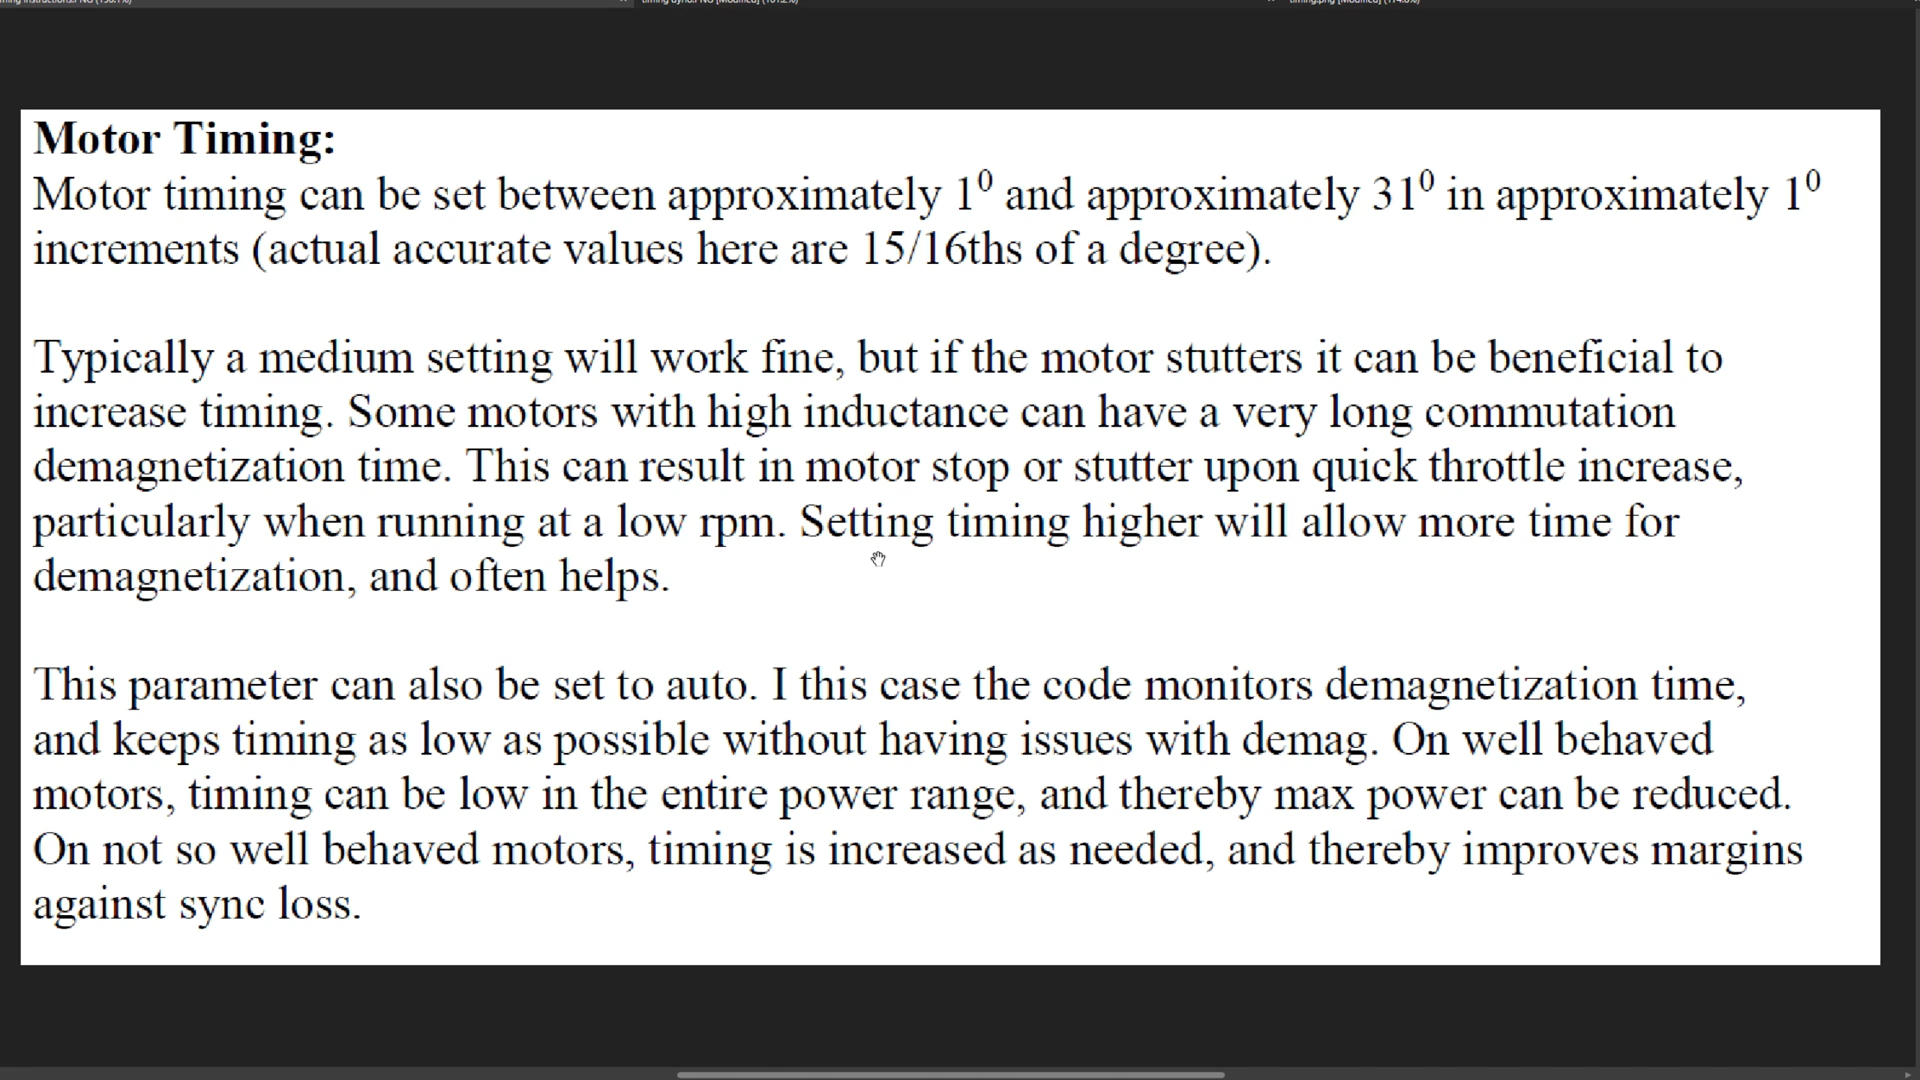 Motor Timing:
Motor timing can be set between approximately 1⁰ and approximately 31⁰ in approximately 1⁰
increments (actual accurate values here are 15/16ths of a degree).
Typically a medium setting will work fine, but if the motor stutters it can be beneficial to
increase timing. Some motors with high inductance can have a very long commutation
demagnetization time. This can result in motor stop or stutter upon quick throttle increase,
particularly when running at a low rpm. Setting timing higher will allow more time for
demagnetization, and often helps.
This parameter can also be set to auto. I this case the code monitors demagnetization time,
and keeps timing as low as possible without having issues with demag. On well behaved
motors, timing can be low in the entire power range, and thereby max power can be reduced.
On not so well behaved motors, timing is increased as needed, and thereby improves margins
against sync loss.